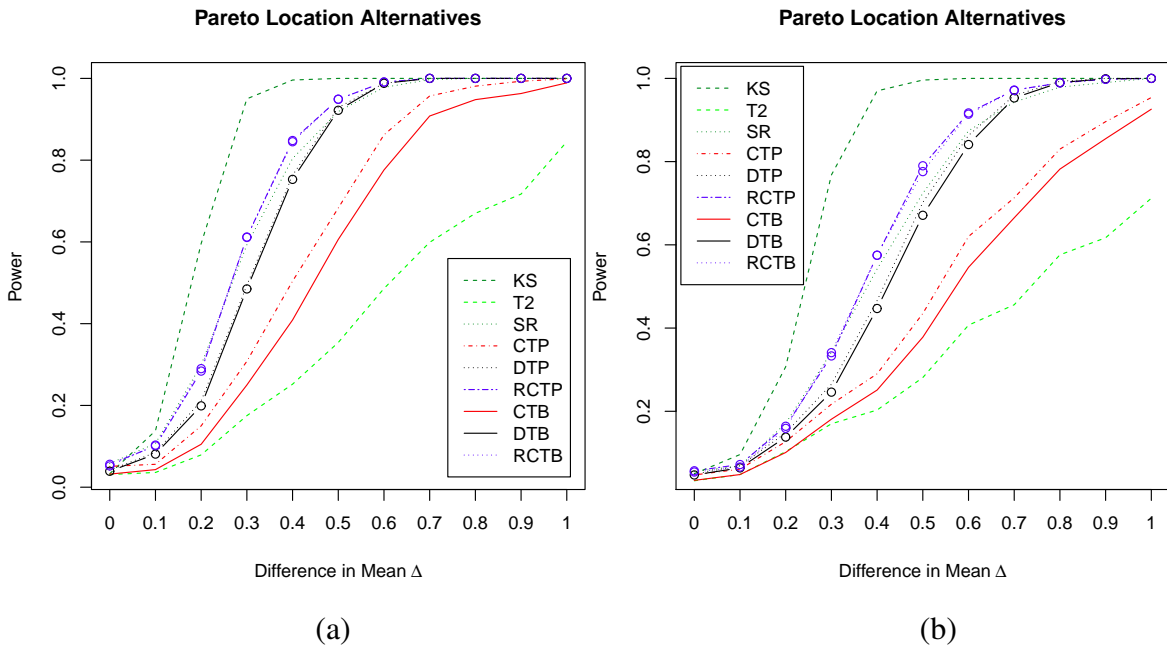 Pareto Location Alternatives
Power
0.0
0.2
0.4
0.6
0.8
1.0
KS
T2
SR
CTP
DTP
RCTP
CTB
DTB
RCTB
0 0.1 0.2 0.3 0.4 0.5 0.6 0.7 0.8 0.9 1
Difference in Mean Δ
(a)
Pareto Location Alternatives
Power
0.2
0.4
0.6
0.8
1.0
KS
T2
SR
CTP
DTP
RCTP
CTB
DTB
RCTB
0 0.1 0.2 0.3 0.4 0.5 0.6 0.7 0.8 0.9 1
Difference in Mean Δ
(b)